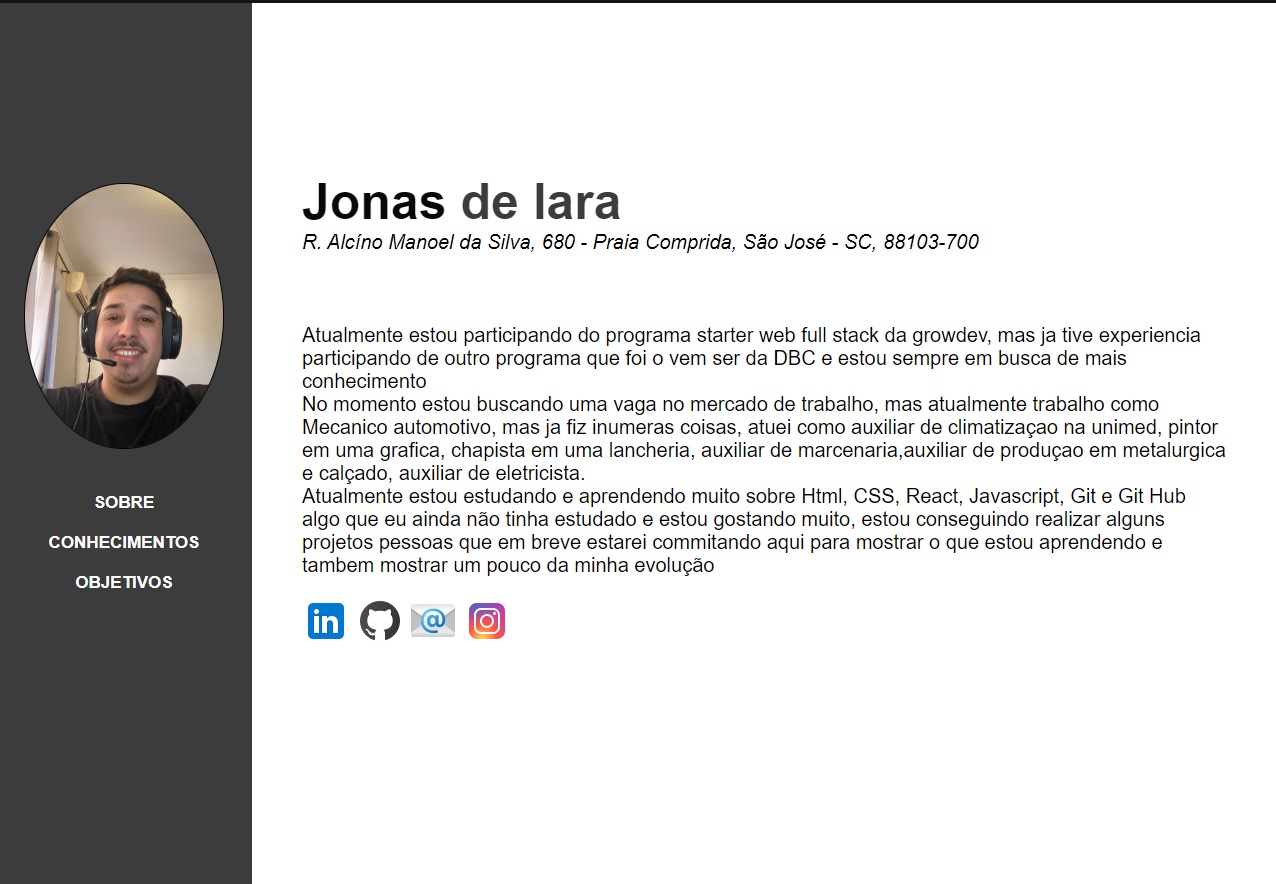 Jonas de lara
R. Alcíno Manoel da Silva, 680 - Praia Comprida, São José - SC, 88103-700
Atualmente estou participando do programa starter web full stack da growdev, mas ja tive experiencia
participando de outro programa que foi o vem ser da DBC e estou sempre em busca de mais
conhecimento
No momento estou buscando uma vaga no mercado de trabalho, mas atualmente trabalho como
Mecanico automotivo, mas ja fiz inumeras coisas, atuei como auxiliar de climatizaçao na unimed, pintor
em uma grafica, chapista em uma lancheria, auxiliar de marcenaria,auxiliar de produçao em metalurgica
e calçado, auxiliar de eletricista.
Atualmente estou estudando e aprendendo muito sobre Html, CSS, React, Javascript, Git e Git Hub
algo que eu ainda não tinha estudado e estou gostando muito, estou conseguindo realizar alguns
projetos pessoas que em breve estarei commitando aqui para mostrar o que estou aprendendo e
tambem mostrar um pouco da minha evolução
SOBRE
CONHECIMENTOS
OBJETIVOS
in
@